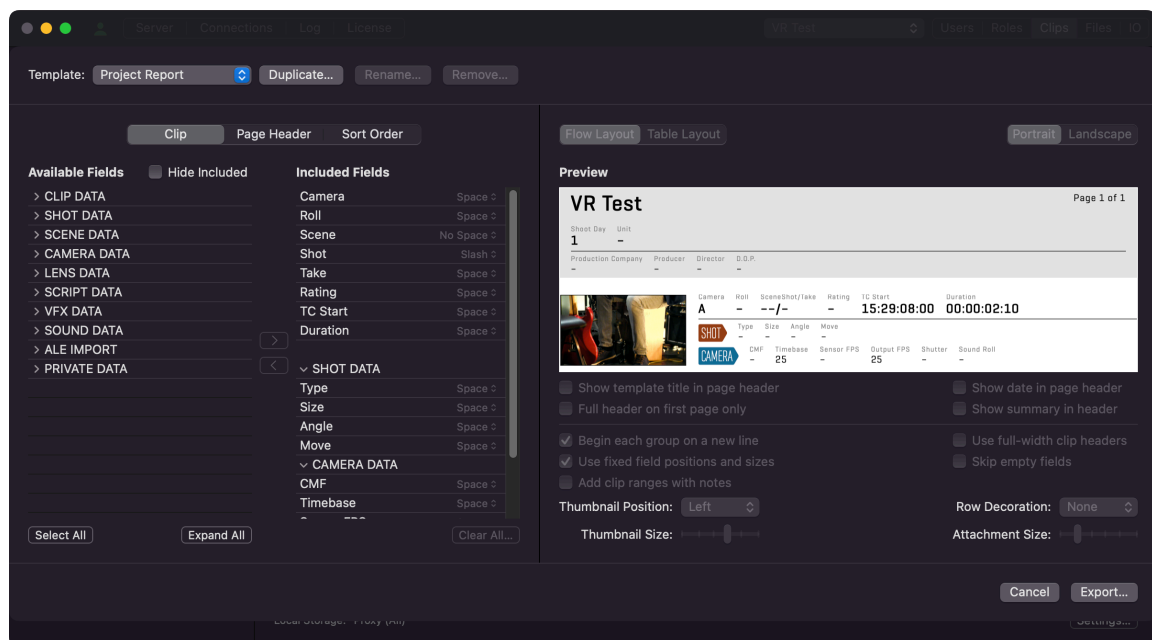 Server Connections Log License VR Test Users Roles Clips Files IO
Template: Project Report Duplicate... Rename... Remove...
Clip Page Header Sort Order
Flow Layout Table Layout Portrait Landscape
Available Fields Hide Included
CLIP DATA
SHOT DATA
SCENE DATA
CAMERA DATA
LENS DATA
SCRIPT DATA
VFX DATA
SOUND DATA
ALE IMPORT
PRIVATE DATA
Select All Expand All
Included Fields
Camera Space
Roll Space
Scene No Space
Shot Slash
Take Space
Rating Space
TC Start Space
Duration Space
SHOT DATA
Type Space
Size Space
Angle Space
Move Space
CAMERA DATA
CMF Space
Timebase Space
Clear All...
Preview
VR Test Page 1 of 1
Shoot Day Unit
1 –
Production Company Producer Director D.O.P.
– – – –
Camera Roll SceneShot/Take Rating TC Start Duration
A – --/- – 15:29:08:00 00:00:02:10
SHOT Type Size Angle Move
– – – –
CAMERA CMF Timebase Sensor FPS Output FPS Shutter Sound Roll
– 25 – 25 – –
Show template title in page header Show date in page header
Full header on first page only Show summary in header
Begin each group on a new line Use full-width clip headers
Use fixed field positions and sizes Skip empty fields
Add clip ranges with notes
Thumbnail Position: Left Row Decoration: None
Thumbnail Size: Attachment Size:
Cancel Export...
Local Storage: Proxy (All) Settings...